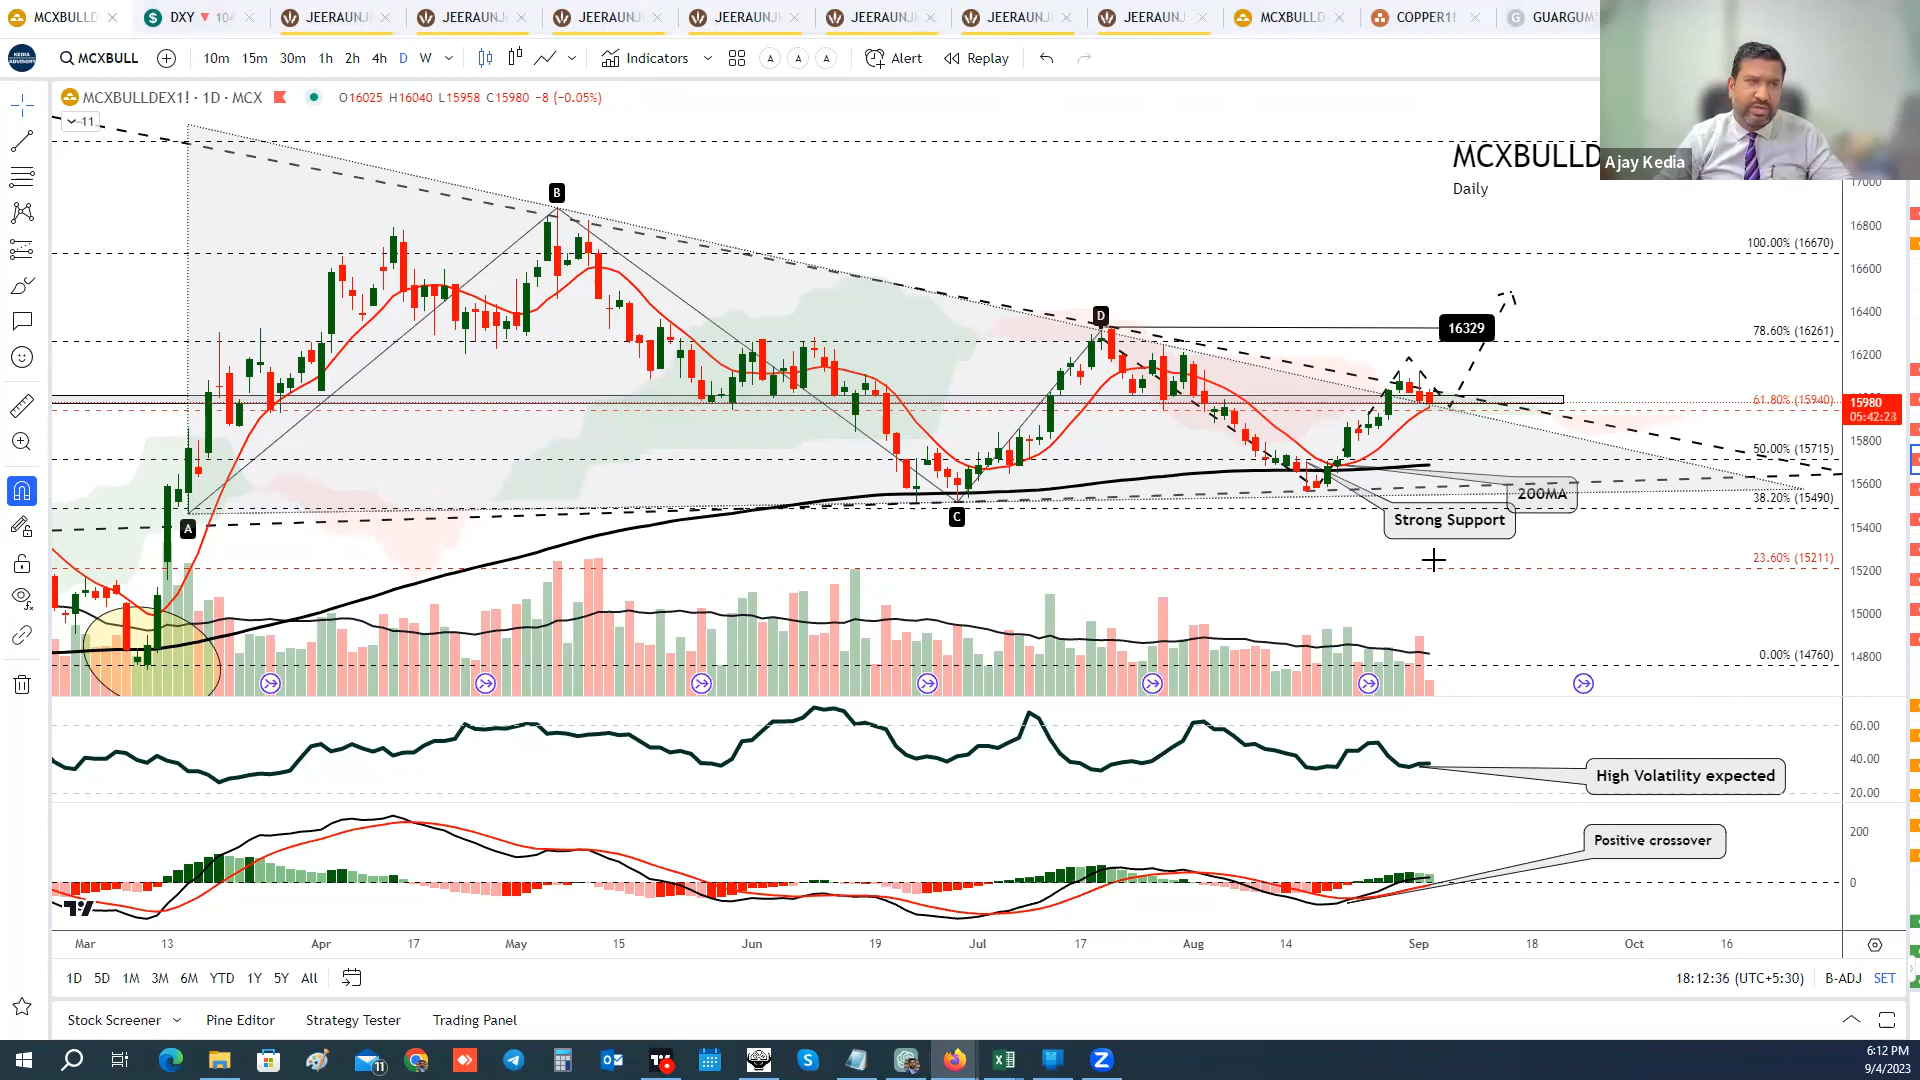 MCXBULLD
DXY 104
JEERAUNJ
JEERAUNJ
JEERAUNJ
JEERAUNJ
JEERAUNJ
JEERAUNJ
JEERAUNJ
MCXBULLD
COPPER1!
GUARGUM5
KEDIA ADVISORY
MCXBULL
10m 15m 30m 1h 2h 4h D W
Indicators
A A A
Alert
Replay
MCXBULLDEX1! · 1D · MCX
O16025 H16040 L15958 C15980 −8 (−0.05%)
11
Ajay Kedia
MCXBULLD
Daily
17000
16800
16600
16400
16200
15980
05:42:23
15800
15600
15400
15200
15000
14800
100.00% (16670)
78.60% (16261)
61.80% (15940)
50.00% (15715)
38.20% (15490)
23.60% (15211)
0.00% (14760)
A
B
C
D
16329
200MA
Strong Support
60.00
40.00
20.00
High Volatility expected
200
0
Positive crossover
Mar 13 Apr 17 May 15 Jun 19 Jul 17 Aug 14 Sep 18 Oct 16
1D 5D 1M 3M 6M YTD 1Y 5Y All
18:12:36 (UTC+5:30) B-ADJ SET
Stock Screener Pine Editor Strategy Tester Trading Panel
11
6:12 PM
9/4/2023